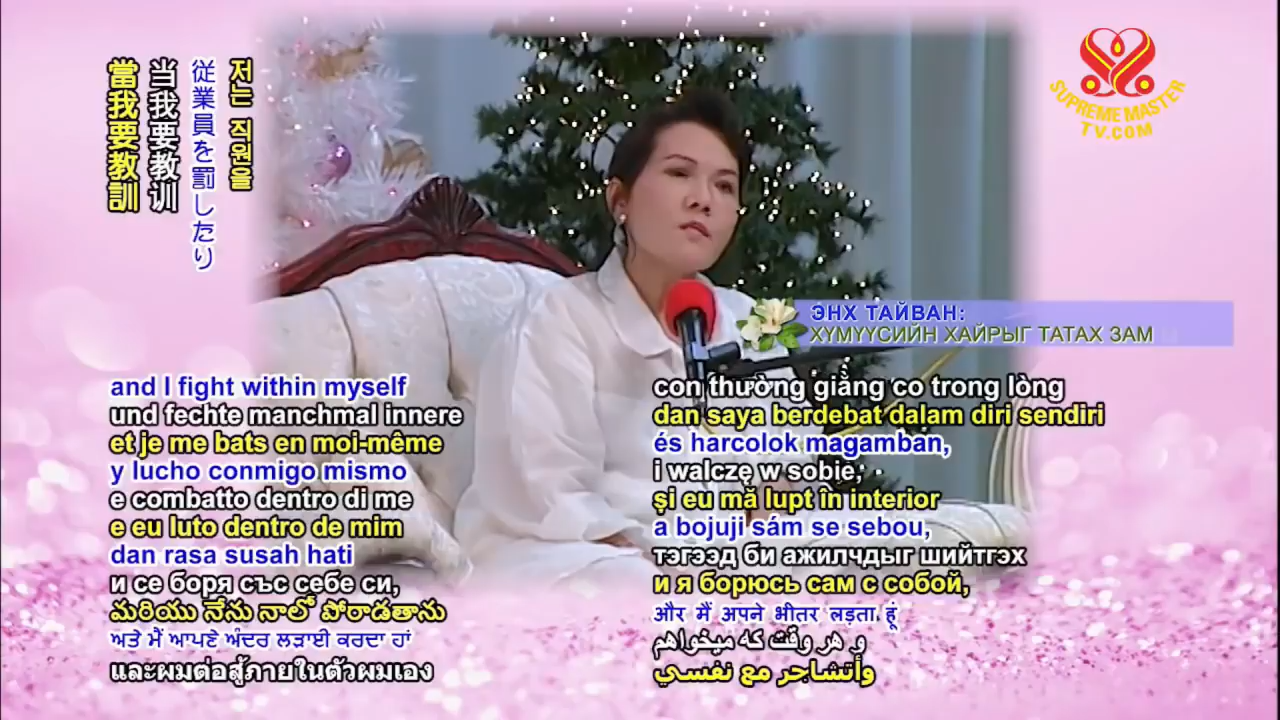 當我要教訓
当我要教训
従業員を罰したり
저는 직원을
SUPREME MASTER
TV.COM
ЭНХ ТАЙВАН:
ХҮМҮҮСИЙН ХАЙРЫГ ТАТАХ ЗАМ
and I fight within myself
und fechte manchmal innere
et je me bats en moi-même
y lucho conmigo mismo
e combatto dentro di me
e eu luto dentro de mim
dan rasa susah hati
и се боря със себе си,
మరియు నేను నాలో పోరాడతాను
ਅਤੇ ਮੈਂ ਆਪਣੇ ਅੰਦਰ ਲੜਾਈ ਕਰਦਾ ਹਾਂ
และผมต่อสู้ภายในตัวผมเอง
con thường giằng co trong lòng
dan saya berdebat dalam diri sendiri
és harcolok magamban,
i walczę w sobie,
și eu mă lupt în interior
a bojuji sám se sebou,
тэгээд би ажилчдыг шийтгэх
и я борюсь сам с собой,
और मैं अपने भीतर लड़ता हूं
و هر وقت که میخواهم
وأتشاجر مع نفسي